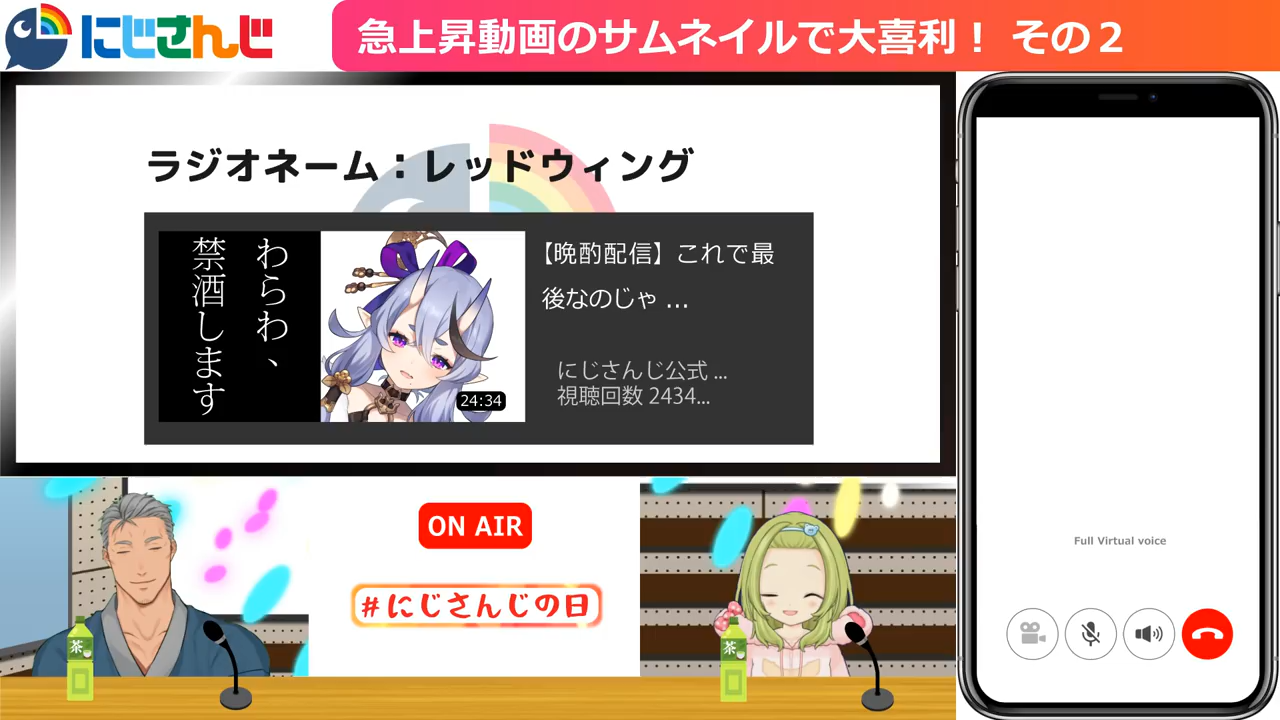 にじさんじ
急上昇動画のサムネイルで大喜利！ その２
ラジオネーム：レッドウィング
わらわ、
禁酒します
24:34
【晩酌配信】これで最
後なのじゃ ...
にじさんじ公式 ...
視聴回数 2434...
ON AIR
#にじさんじの日
茶
茶
Full Virtual voice